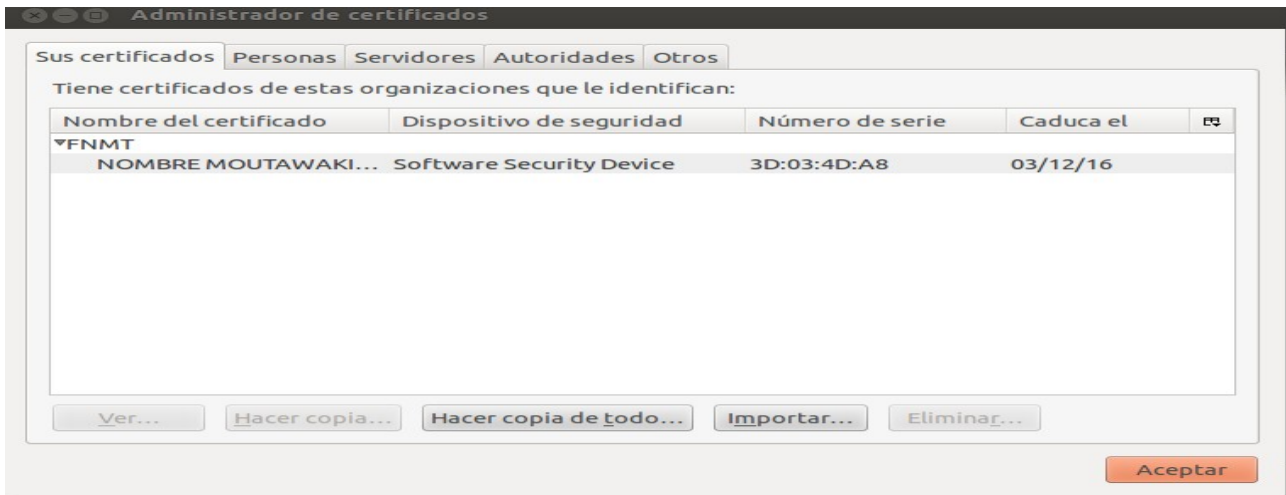 Administrador de certificados
Sus certificados Personas Servidores Autoridades Otros
Tiene certificados de estas organizaciones que le identifican:
Nombre del certificado Dispositivo de seguridad Número de serie Caduca el
FNMT
NOMBRE MOUTAWAKI... Software Security Device 3D:03:4D:A8 03/12/16
Ver... Hacer copia... Hacer copia de todo... Importar... Eliminar...
Aceptar